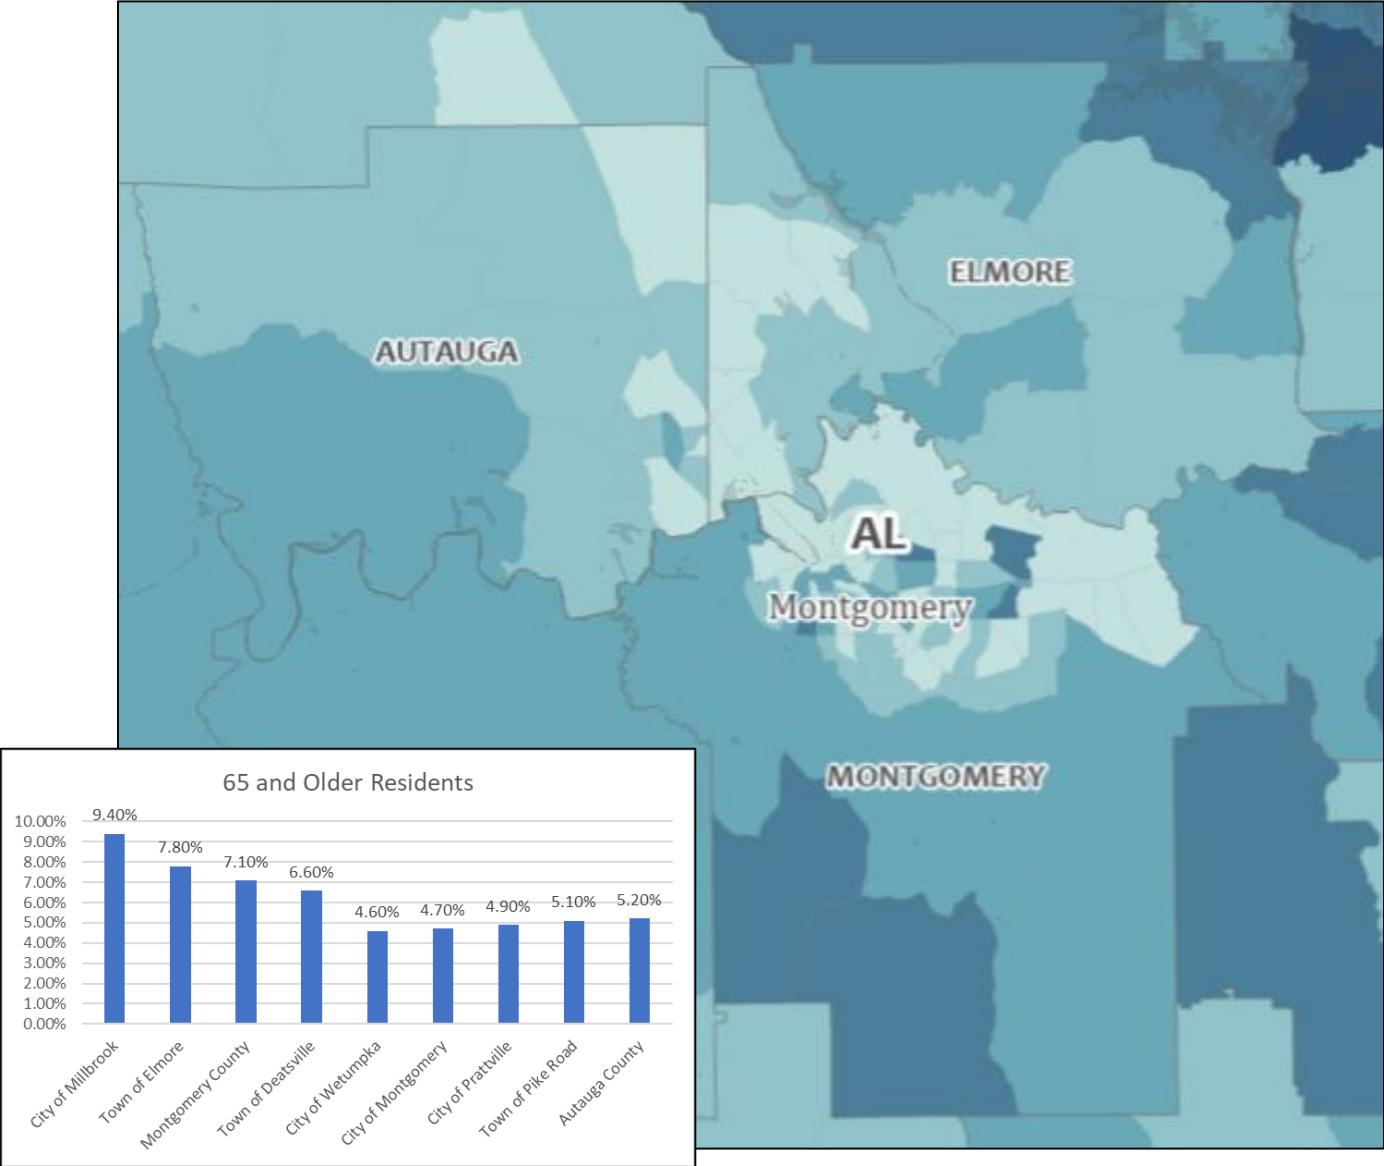 ELMORE
AUTAUGA
AL
Montgomery
MONTGOMERY
65 and Older Residents
10.00%
9.00%
8.00%
7.00%
6.00%
5.00%
4.00%
3.00%
2.00%
1.00%
0.00%
9.40%
7.80%
7.10%
6.60%
4.60%
4.70%
4.90%
5.10%
5.20%
City of Millbrook
Town of Elmore
Montgomery County
Town of Deatsville
City of Wetumpka
City of Montgomery
City of Prattville
Town of Pike Road
Autauga County